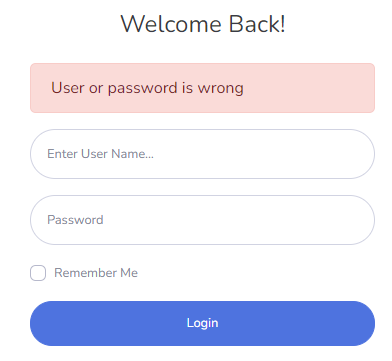 Welcome Back!
User or password is wrong
Enter User Name...
Password
Remember Me
Login